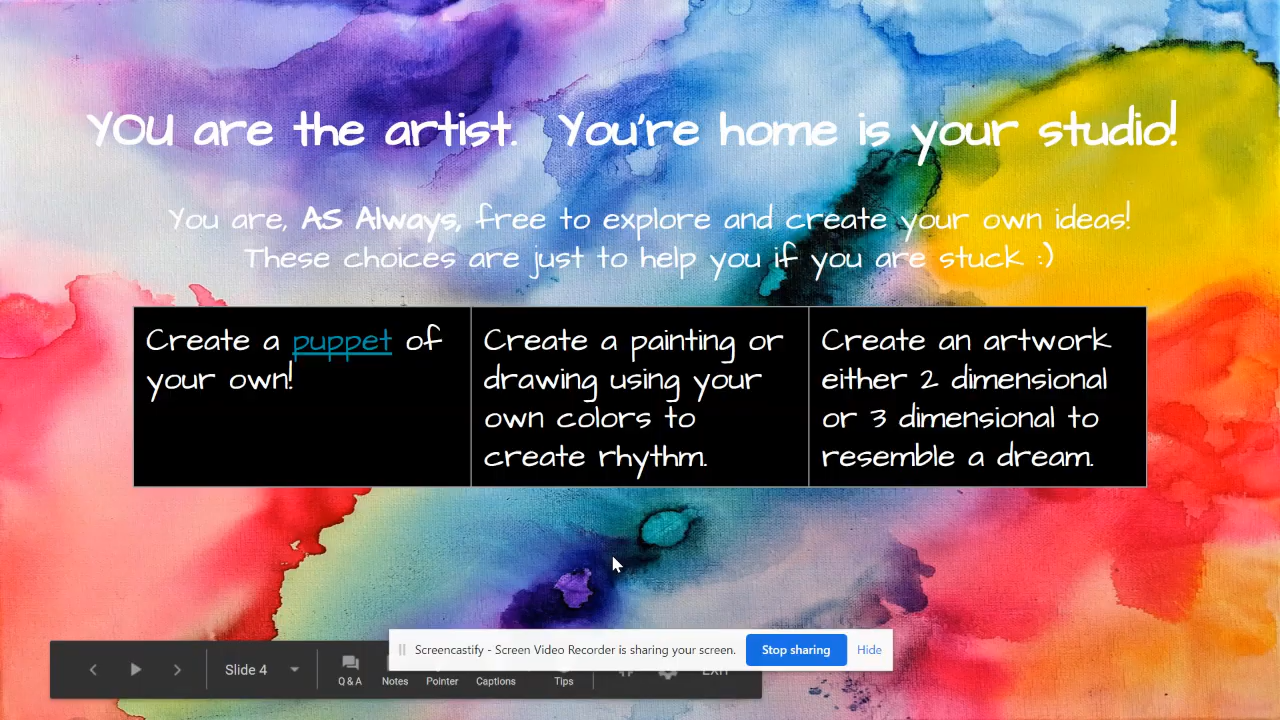 YOU are the artist. You're home is your studio!
You are, AS Always, free to explore and create your own ideas!
These choices are just to help you if you are stuck :)
Create a puppet of
your own!
Create a painting or
drawing using your
own colors to
create rhythm.
Create an artwork
either 2 dimensional
or 3 dimensional to
resemble a dream.
Screencastify - Screen Video Recorder is sharing your screen.
Stop sharing
Hide
Slide 4
Q & A
Notes
Pointer
Captions
Tips
EXIT